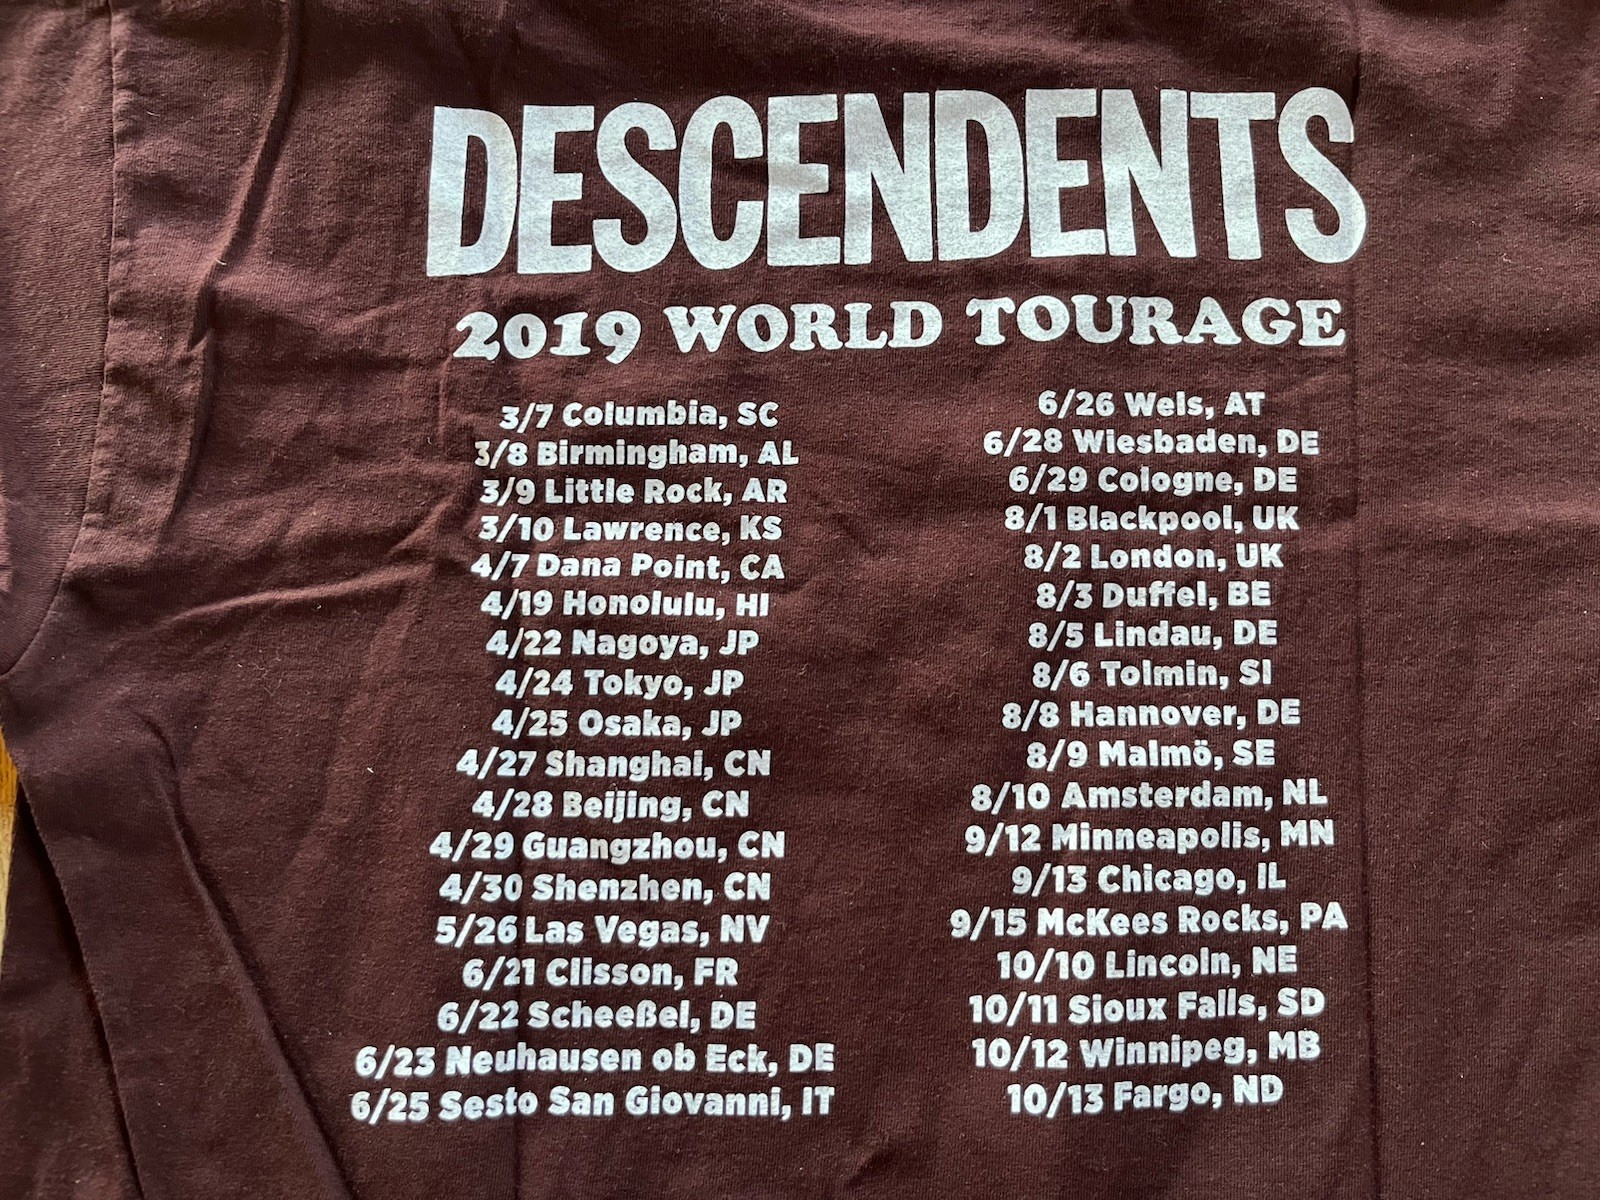 DESCENDENTS
2019 WORLD TOURAGE
3/7 Columbia, SC
3/8 Birmingham, AL
3/9 Little Rock, AR
3/10 Lawrence, KS
4/7 Dana Point, CA
4/19 Honolulu, HI
4/22 Nagoya, JP
4/24 Tokyo, JP
4/25 Osaka, JP
4/27 Shanghai, CN
4/28 Beijing, CN
4/29 Guangzhou, CN
4/30 Shenzhen, CN
5/26 Las Vegas, NV
6/21 Clisson, FR
6/22 Scheeßel, DE
6/23 Neuhausen ob Eck, DE
6/25 Sesto San Giovanni, IT
6/26 Wels, AT
6/28 Wiesbaden, DE
6/29 Cologne, DE
8/1 Blackpool, UK
8/2 London, UK
8/3 Duffel, BE
8/5 Lindau, DE
8/6 Tolmin, SI
8/8 Hannover, DE
8/9 Malmö, SE
8/10 Amsterdam, NL
9/12 Minneapolis, MN
9/13 Chicago, IL
9/15 McKees Rocks, PA
10/10 Lincoln, NE
10/11 Sioux Falls, SD
10/12 Winnipeg, MB
10/13 Fargo, ND